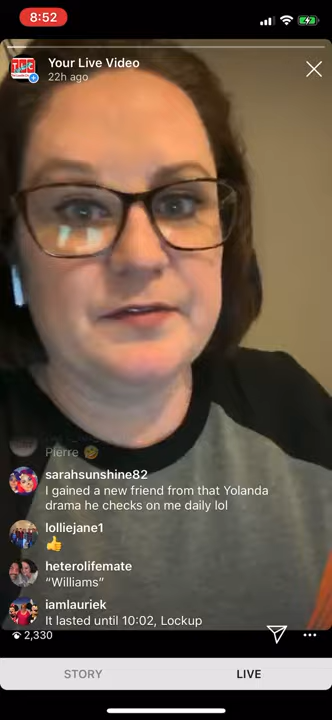 8:52
TLC
Your Live Video
22h ago
Pierre 🤣
sarahsunshine82
I gained a new friend from that Yolanda
drama he checks on me daily lol
lolliejane1
👍
heterolifemate
“Williams”
iamlauriek
It lasted until 10:02, Lockup
2,330
STORY
LIVE